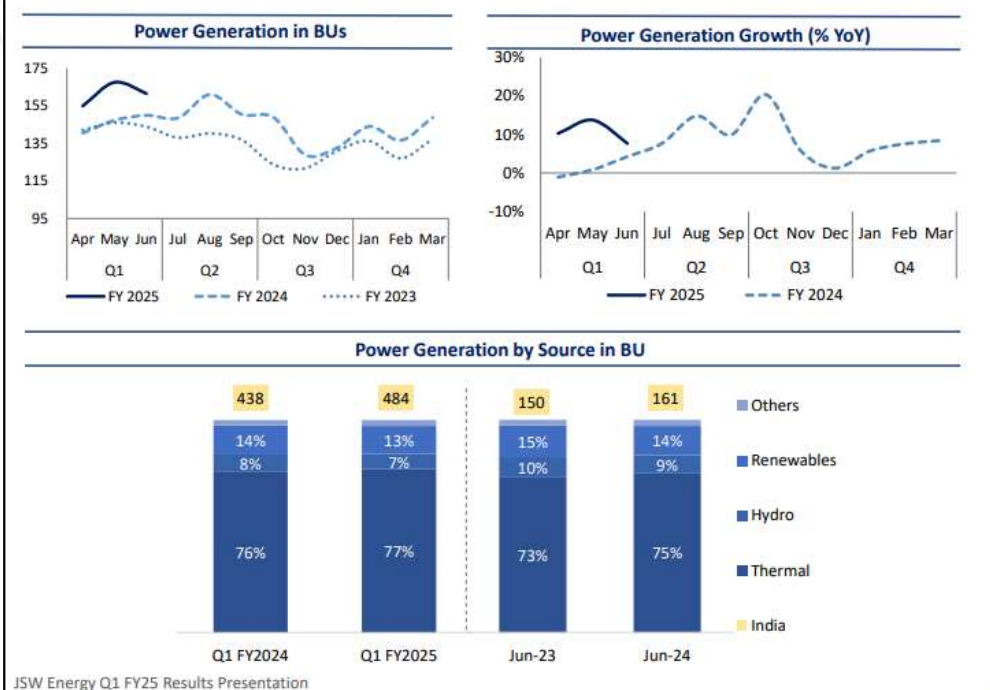 Power Generation in BUs
175
155
135
115
95
Apr May Jun Jul Aug Sep Oct Nov Dec Jan Feb Mar
Q1 Q2 Q3 Q4
FY 2025 FY 2024 FY 2023
Power Generation Growth (% YoY)
30%
20%
10%
0%
-10%
Apr May Jun Jul Aug Sep Oct Nov Dec Jan Feb Mar
Q1 Q2 Q3 Q4
FY 2025 FY 2024
Power Generation by Source in BU
438 484 150 161
14% 13% 15% 14%
8% 7% 10% 9%
76% 77% 73% 75%
Q1 FY2024 Q1 FY2025 Jun-23 Jun-24
Others
Renewables
Hydro
Thermal
India
JSW Energy Q1 FY25 Results Presentation